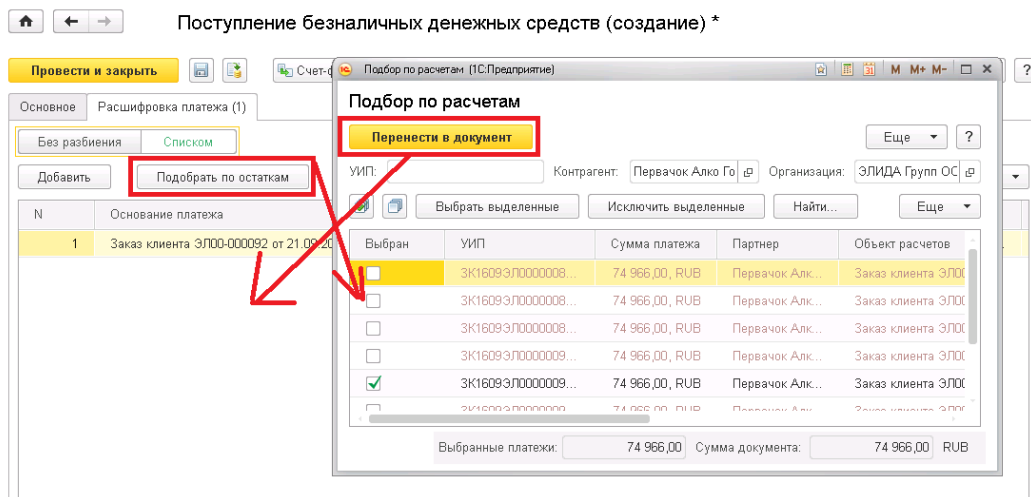 Поступление безналичных денежных средств (создание) *
Провести и закрыть
Счет-ф
?
Основное
Расшифровка платежа (1)
Без разбиения
Списком
Добавить
Подобрать по остаткам
N
Основание платежа
1
Заказ клиента ЭЛ00-000092 от 21.09.20
Подбор по расчетам (1С:Предприятие)
M M+ M-
Подбор по расчетам
Перенести в документ
Еще
?
УИП:
Контрагент: Первачок Алко Го
Организация: ЭЛИДА Групп ОС
Выбрать выделенные
Исключить выделенные
Найти...
Еще
Выбран УИП Сумма платежа Партнер Объект расчетов
ЗК1609ЭЛ0000008... 74 966,00, RUB Первачок Алк... Заказ клиента ЭЛ0
ЗК1609ЭЛ0000008... 74 966,00, RUB Первачок Алк... Заказ клиента ЭЛ0
ЗК1609ЭЛ0000008... 74 966,00, RUB Первачок Алк... Заказ клиента ЭЛ0
ЗК1609ЭЛ0000009... 74 966,00, RUB Первачок Алк... Заказ клиента ЭЛ0
ЗК1609ЭЛ0000009... 74 966,00, RUB Первачок Алк... Заказ клиента ЭЛ0
Выбранные платежи: 74 966,00 Сумма документа: 74 966,00 RUB